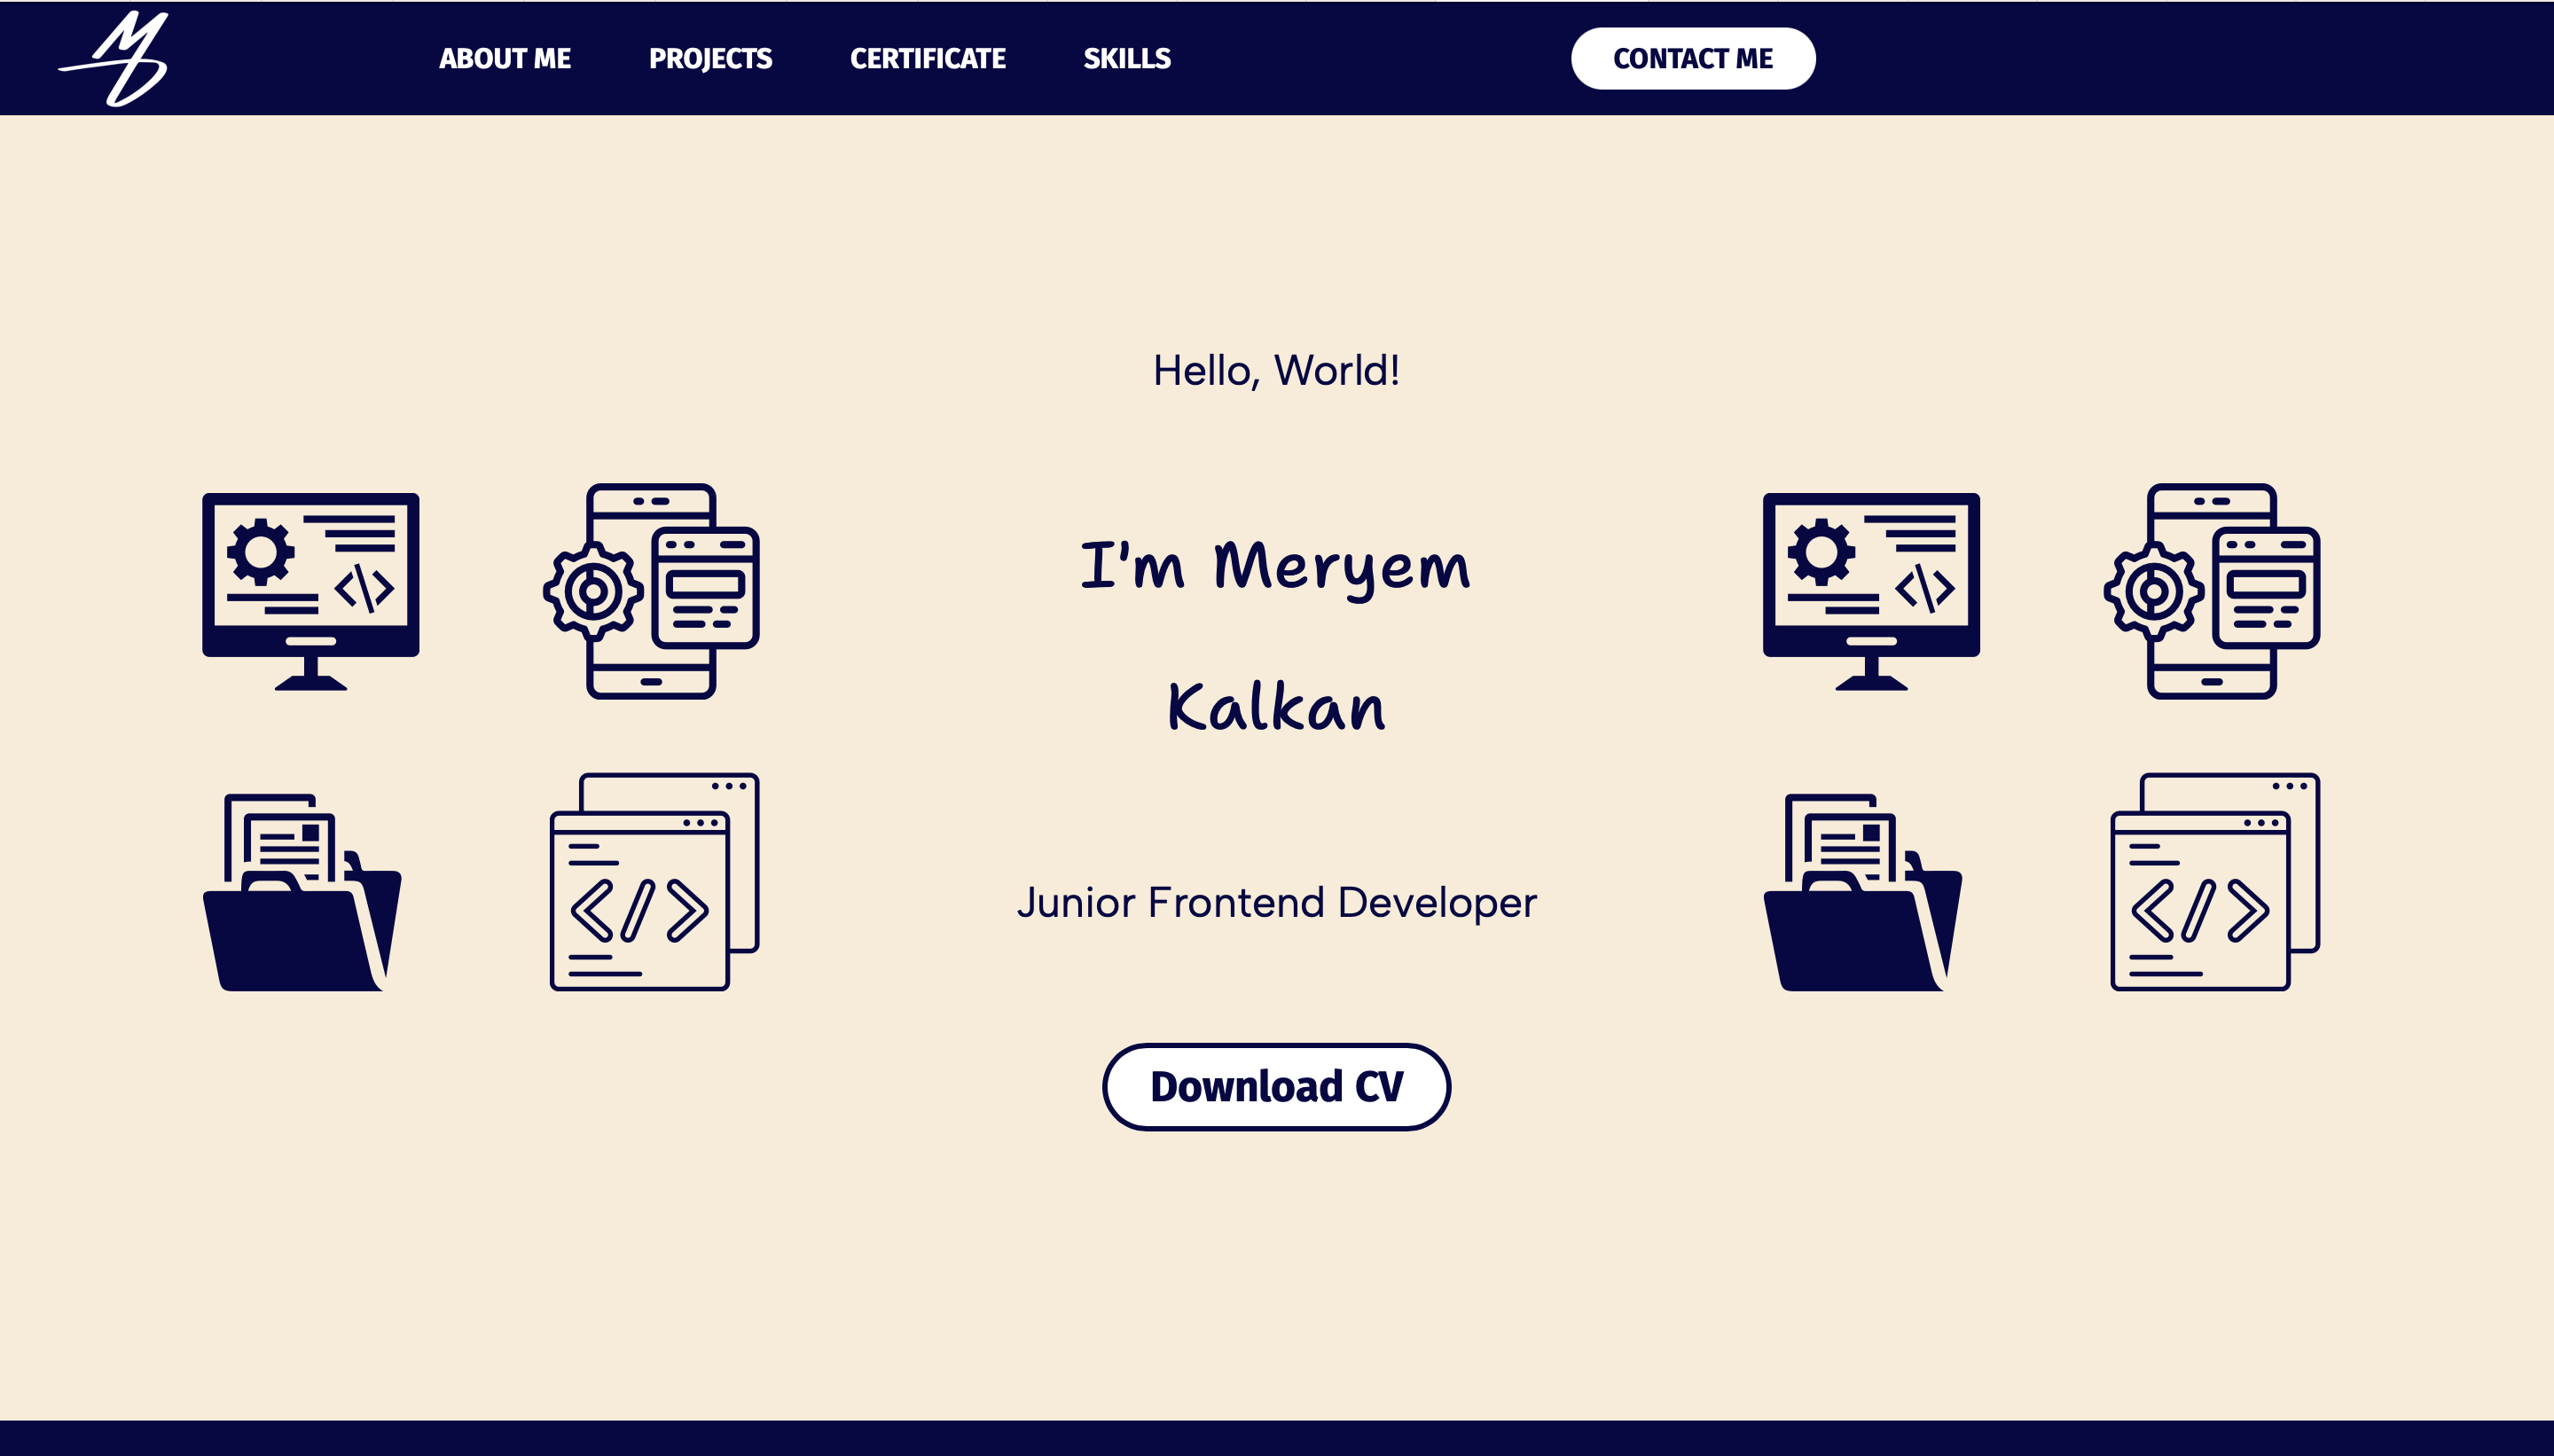 ABOUT ME
PROJECTS
CERTIFICATE
SKILLS
CONTACT ME
Hello, World!
I'm Meryem
Kalkan
Junior Frontend Developer
Download CV